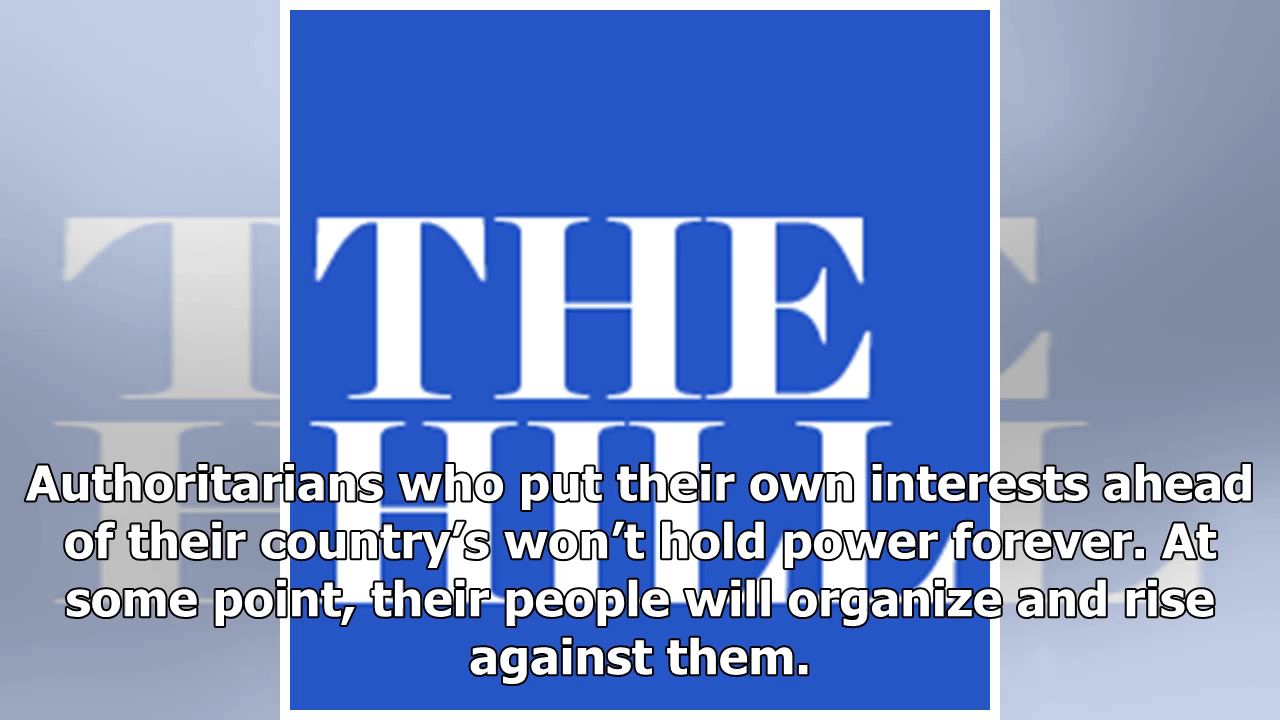 THE
HILL
Authoritarians who put their own interests ahead
of their country’s won’t hold power forever. At
some point, their people will organize and rise
against them.